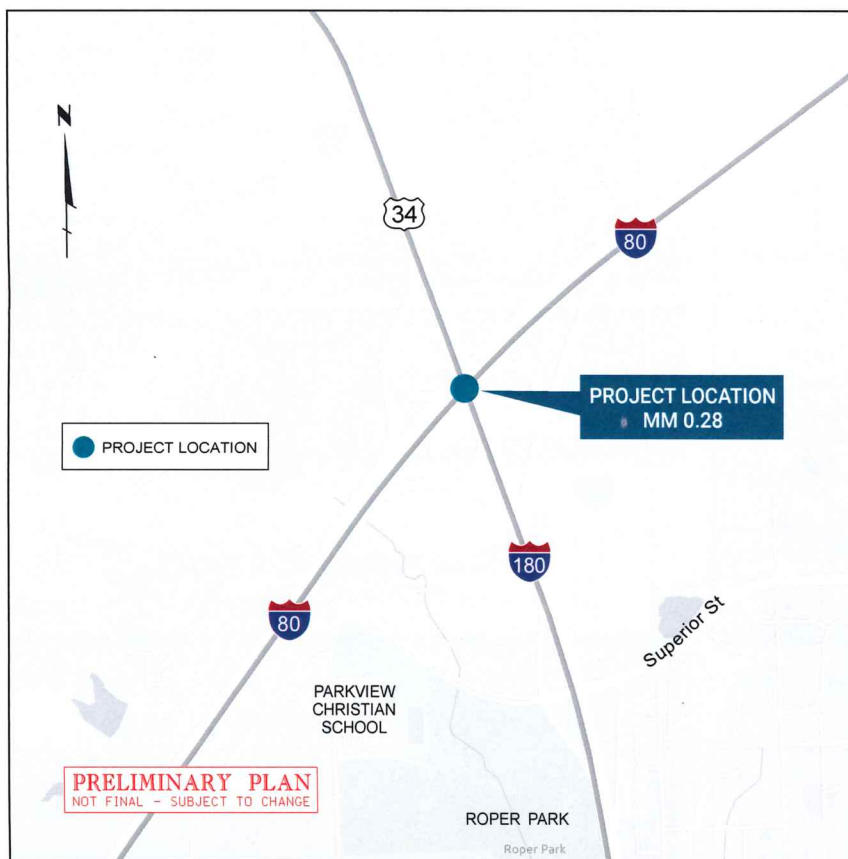 N
34
80
PROJECT LOCATION
MM 0.28
PROJECT LOCATION
180
80
Superior St
PARKVIEW
CHRISTIAN
SCHOOL
PRELIMINARY PLAN
NOT FINAL - SUBJECT TO CHANGE
ROPER PARK
Roper Park